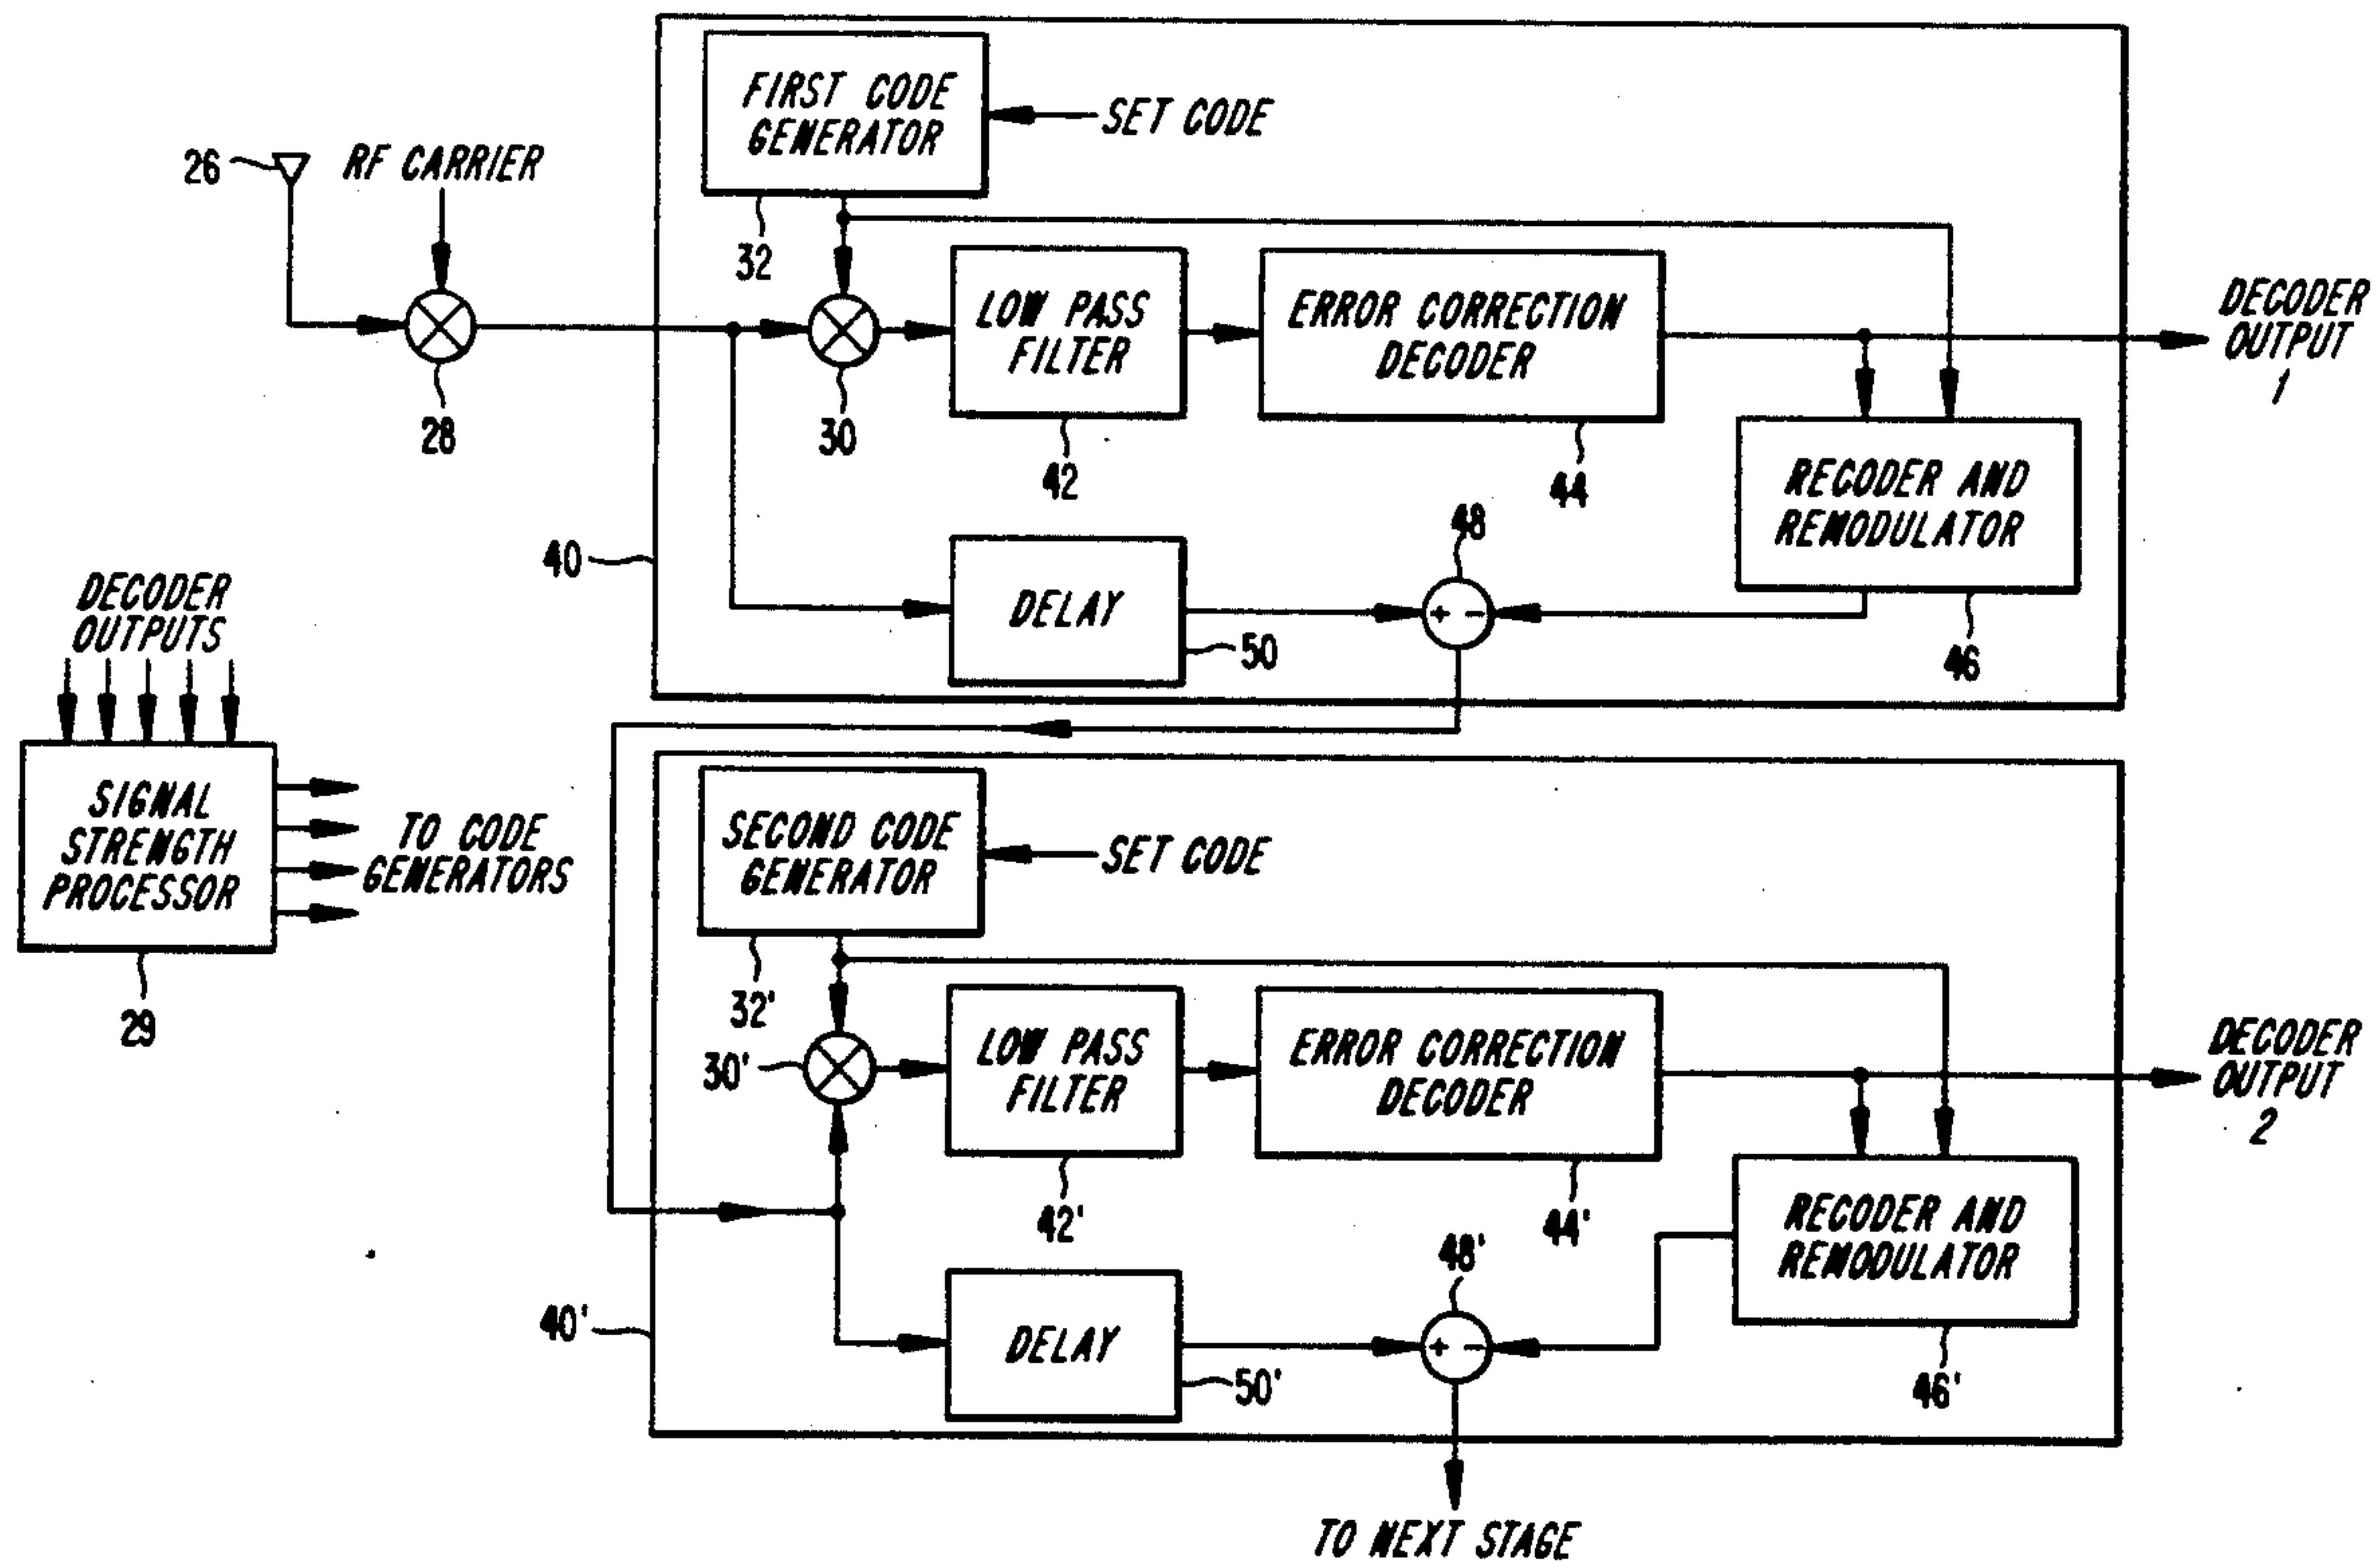 FIRST CODE
GENERATOR
SET CODE
26
RF CARRIER
32
28
30
LOW PASS
FILTER
42
ERROR CORRECTION
DECODER
44
DECODER
OUTPUT
1
RECODER AND
REMODULATOR
46
40
DELAY
50
48
+ -
DECODER
OUTPUTS
SIGNAL
STRENGTH
PROCESSOR
29
TO CODE
GENERATORS
SECOND CODE
GENERATOR
SET CODE
32'
30'
LOW PASS
FILTER
42'
ERROR CORRECTION
DECODER
44'
DECODER
OUTPUT
2
RECODER AND
REMODULATOR
46'
40'
DELAY
50'
48'
+ -
TO NEXT STAGE